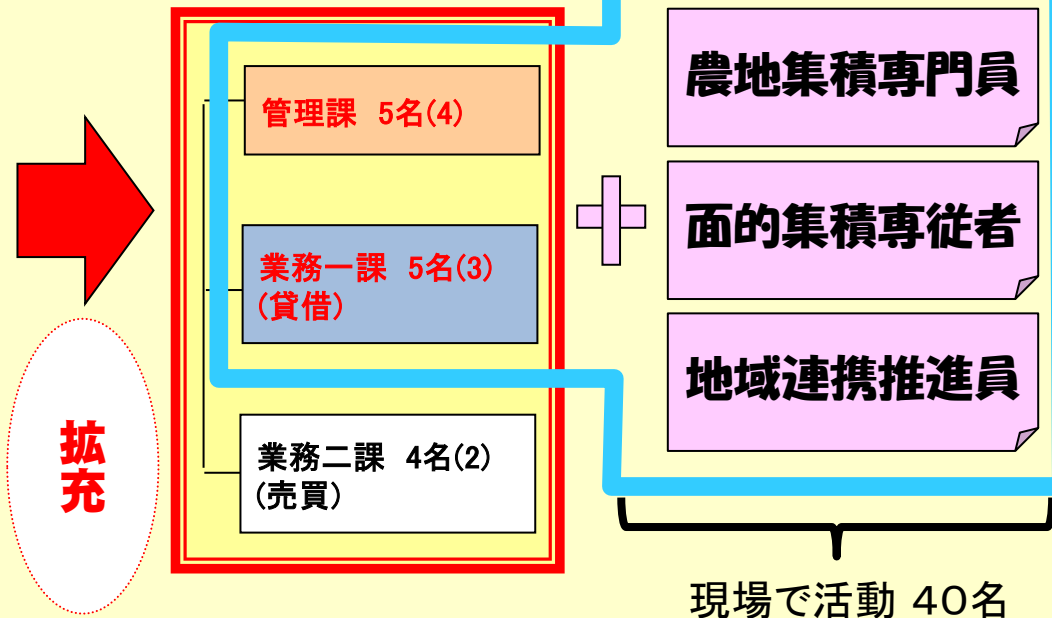 拡充
管理課 5名(4)
業務一課 5名(3)
(貸借)
業務二課 4名(2)
(売買)
農地集積専門員
面的集積専従者
地域連携推進員
現場で活動 40名